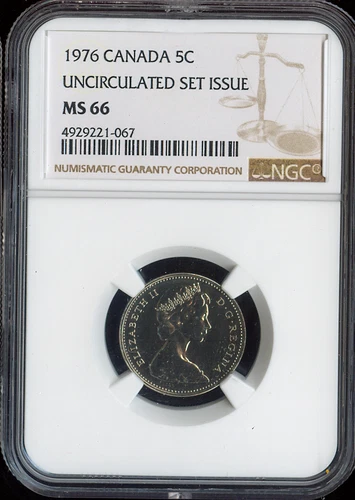 1976 CANADA 5C
UNCIRCULATED SET ISSUE
MS 66
4929221-067
NUMISMATIC GUARANTY CORPORATION
NGC
ELIZABETH II D·G·REGINA